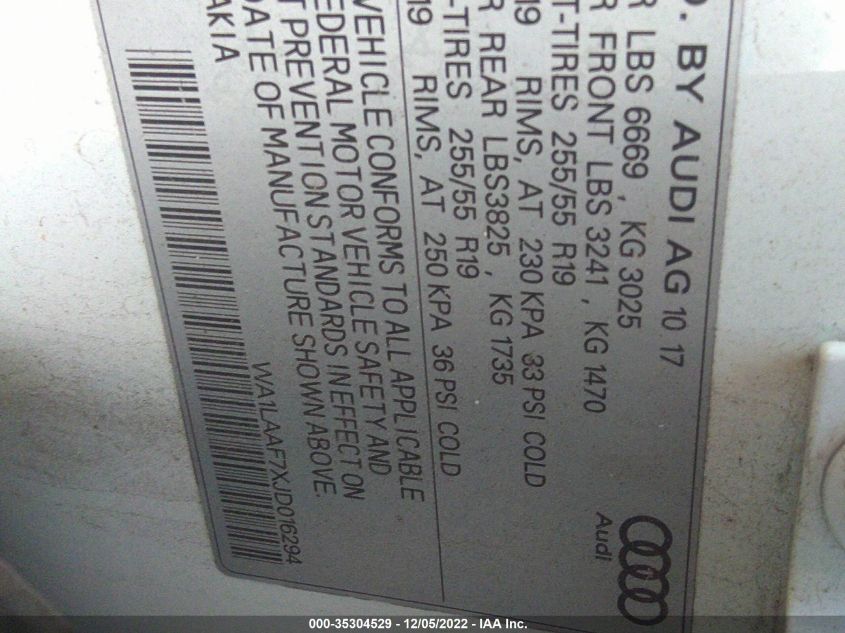 D. BY AUDI AG 10 17
R LBS 6669 , KG 3025
R FRONT LBS 3241 , KG 1470
T-TIRES 255/55 R19
R19 RIMS, AT 230 KPA 33 PSI COLD
R REAR LBS3825 , KG 1735
T-TIRES 255/55 R19
R19 RIMS, AT 250 KPA 36 PSI COLD
VEHICLE CONFORMS TO ALL APPLICABLE
EDERAL MOTOR VEHICLE SAFETY AND
T PREVENTION STANDARDS IN EFFECT ON
DATE OF MANUFACTURE SHOWN ABOVE.
AKIA
WA1LAAF7XJD016294
Audi
000-35304529 - 12/05/2022 - IAA Inc.